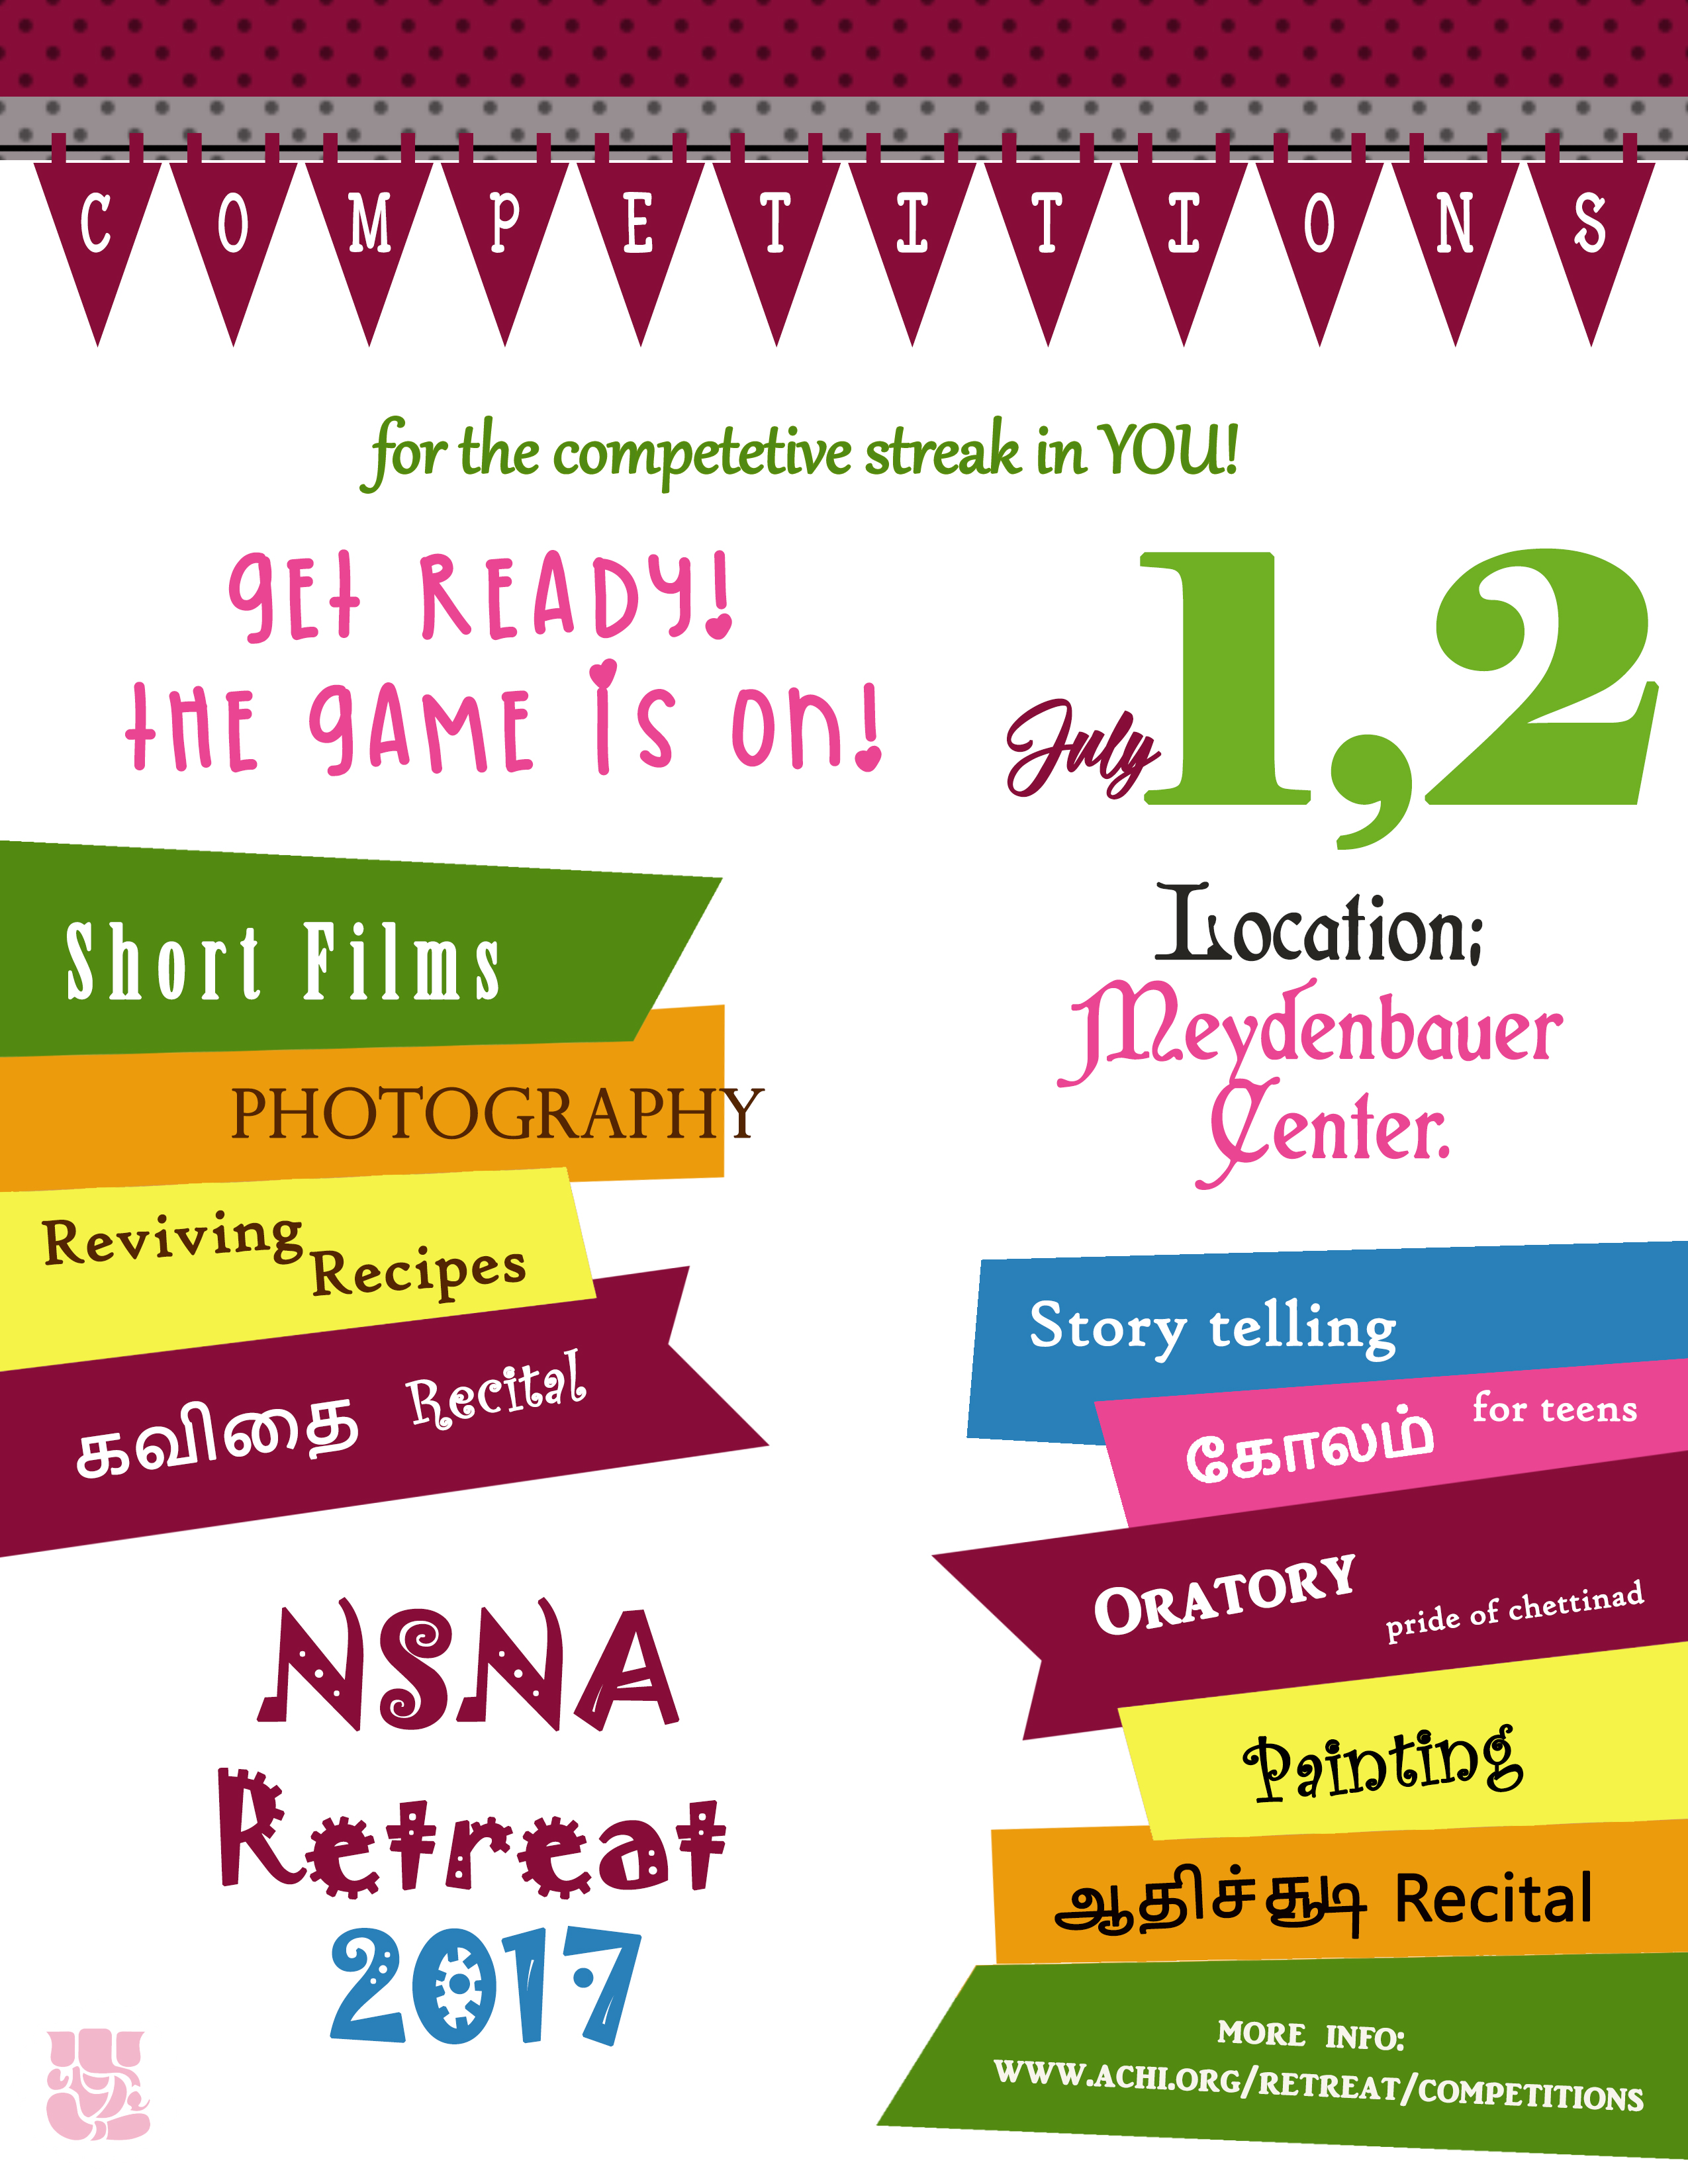 COMPETITIONS
for the competetive streak in YOU!
GET READY!
THE GAME IS ON!
July 1,2
Location;
Meydenbauer
Center.
Short Films
PHOTOGRAPHY
Reviving
Recipes
கவிதை Recital
Story telling
கோலம் for teens
ORATORY
pride of chettinad
Painting
ஆதிச்சூடி Recital
NSNA
Retreat
2017
MORE INFO:
WWW.ACHI.ORG/RETREAT/COMPETITIONS